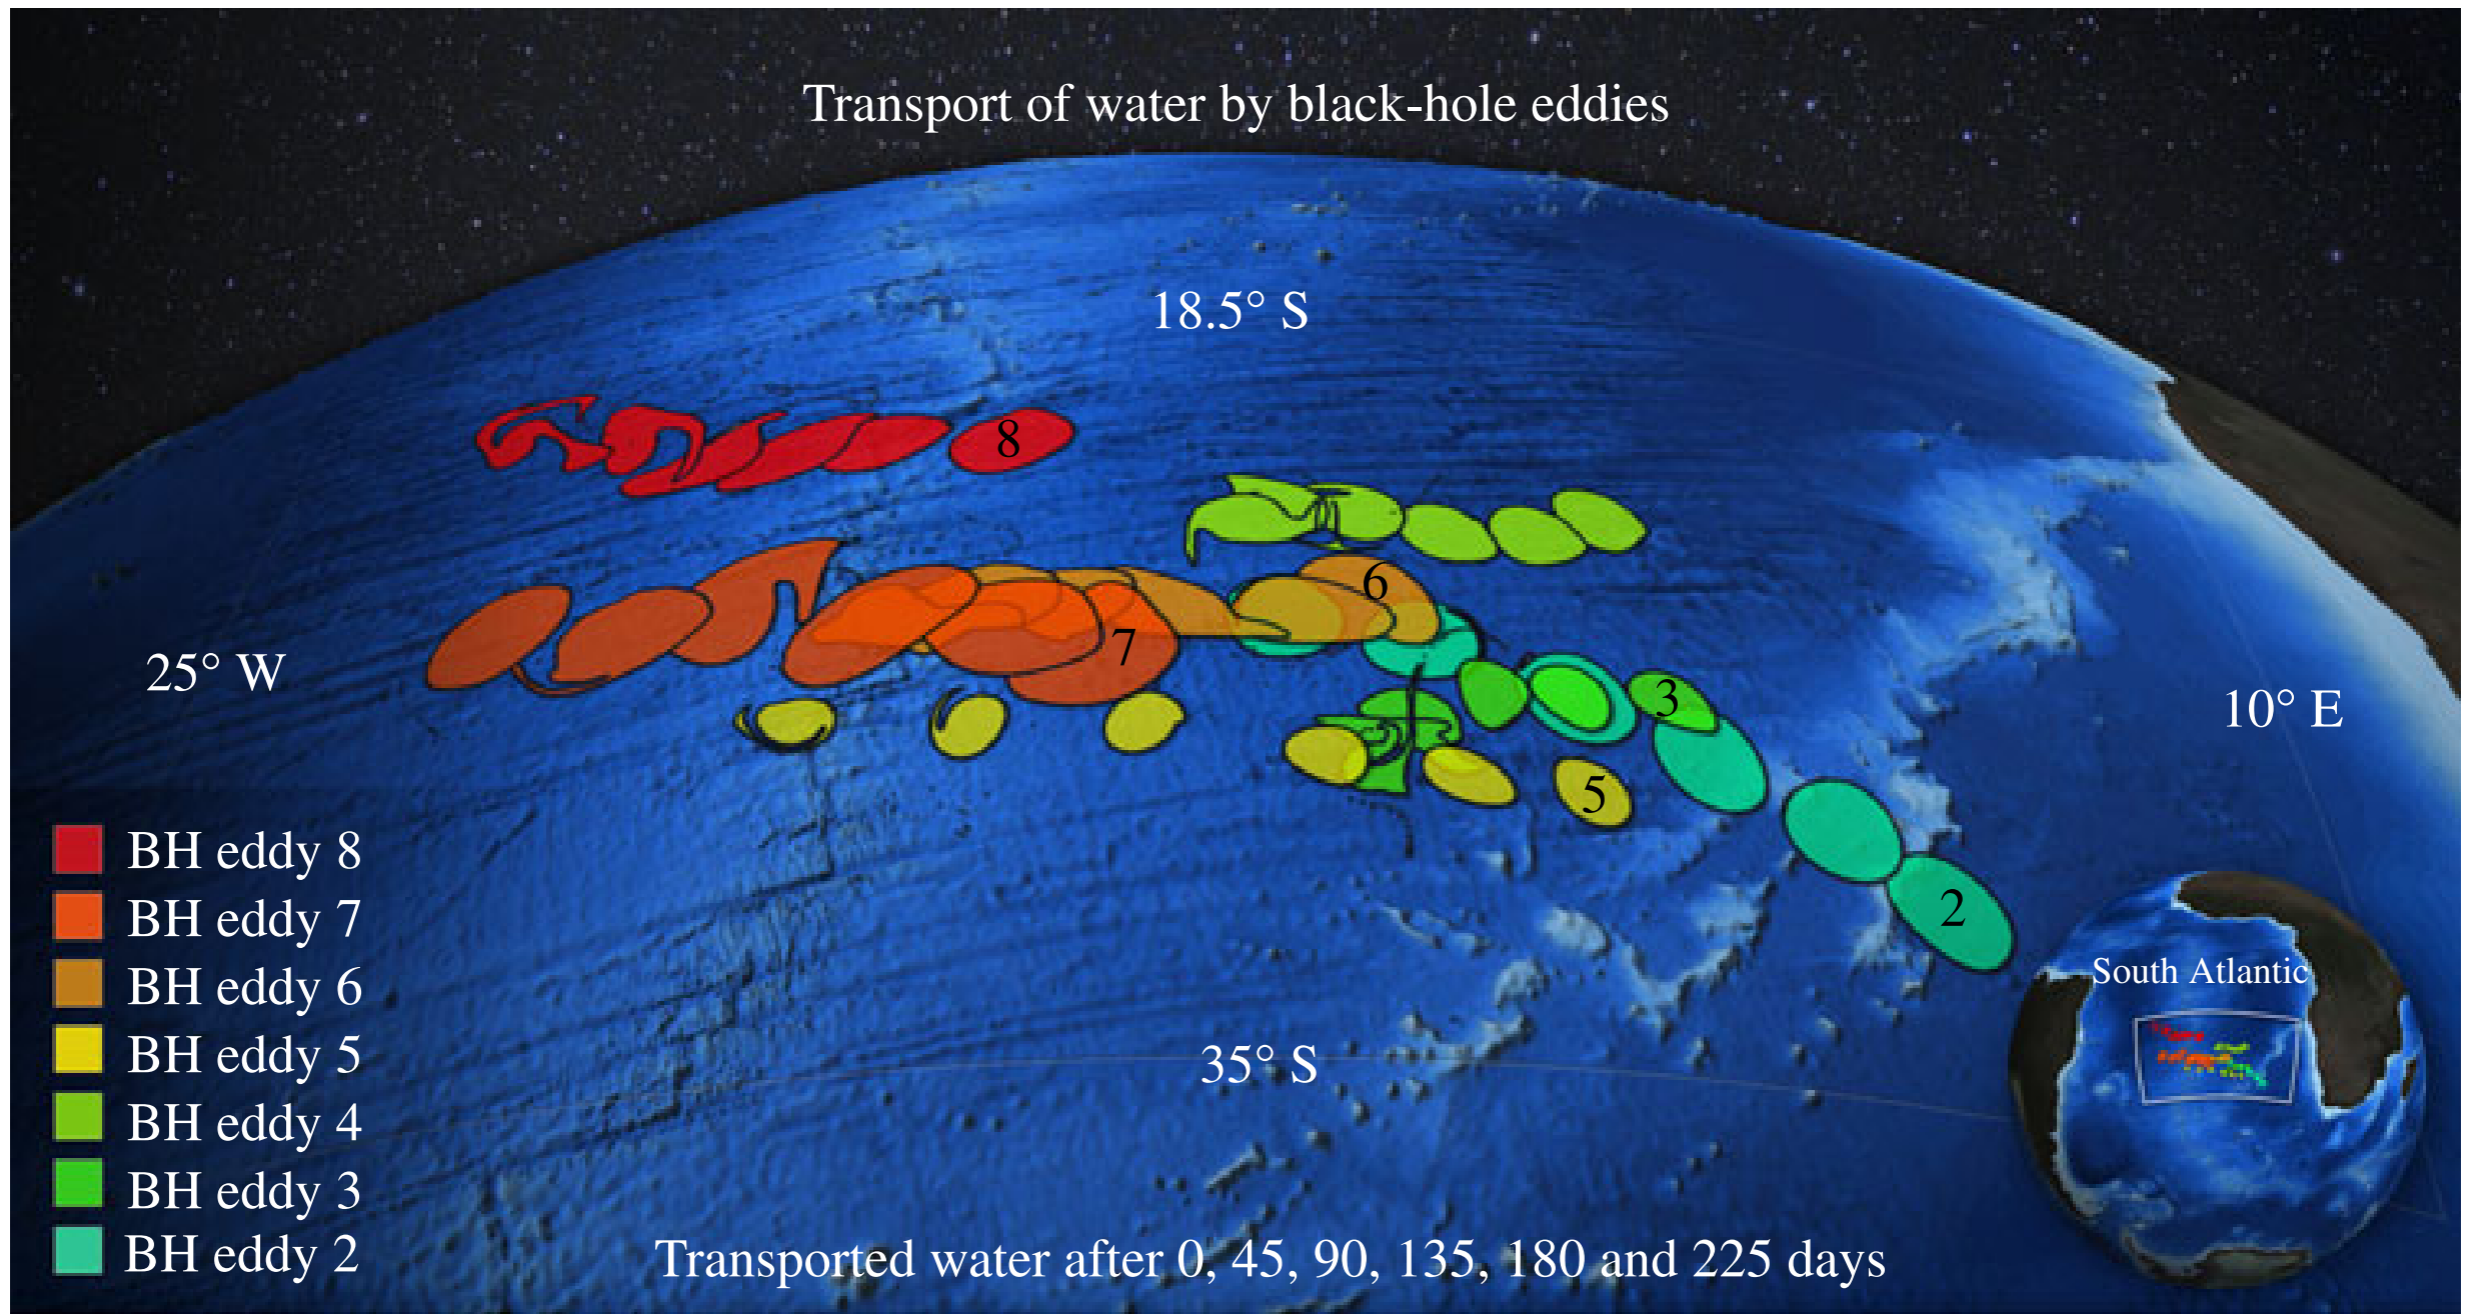 Transport of water by black-hole eddies
18.5° S
8
6
7
25° W
3
10° E
5
2
BH eddy 8
BH eddy 7
BH eddy 6
BH eddy 5
BH eddy 4
BH eddy 3
BH eddy 2
South Atlantic
35° S
Transported water after 0, 45, 90, 135, 180 and 225 days